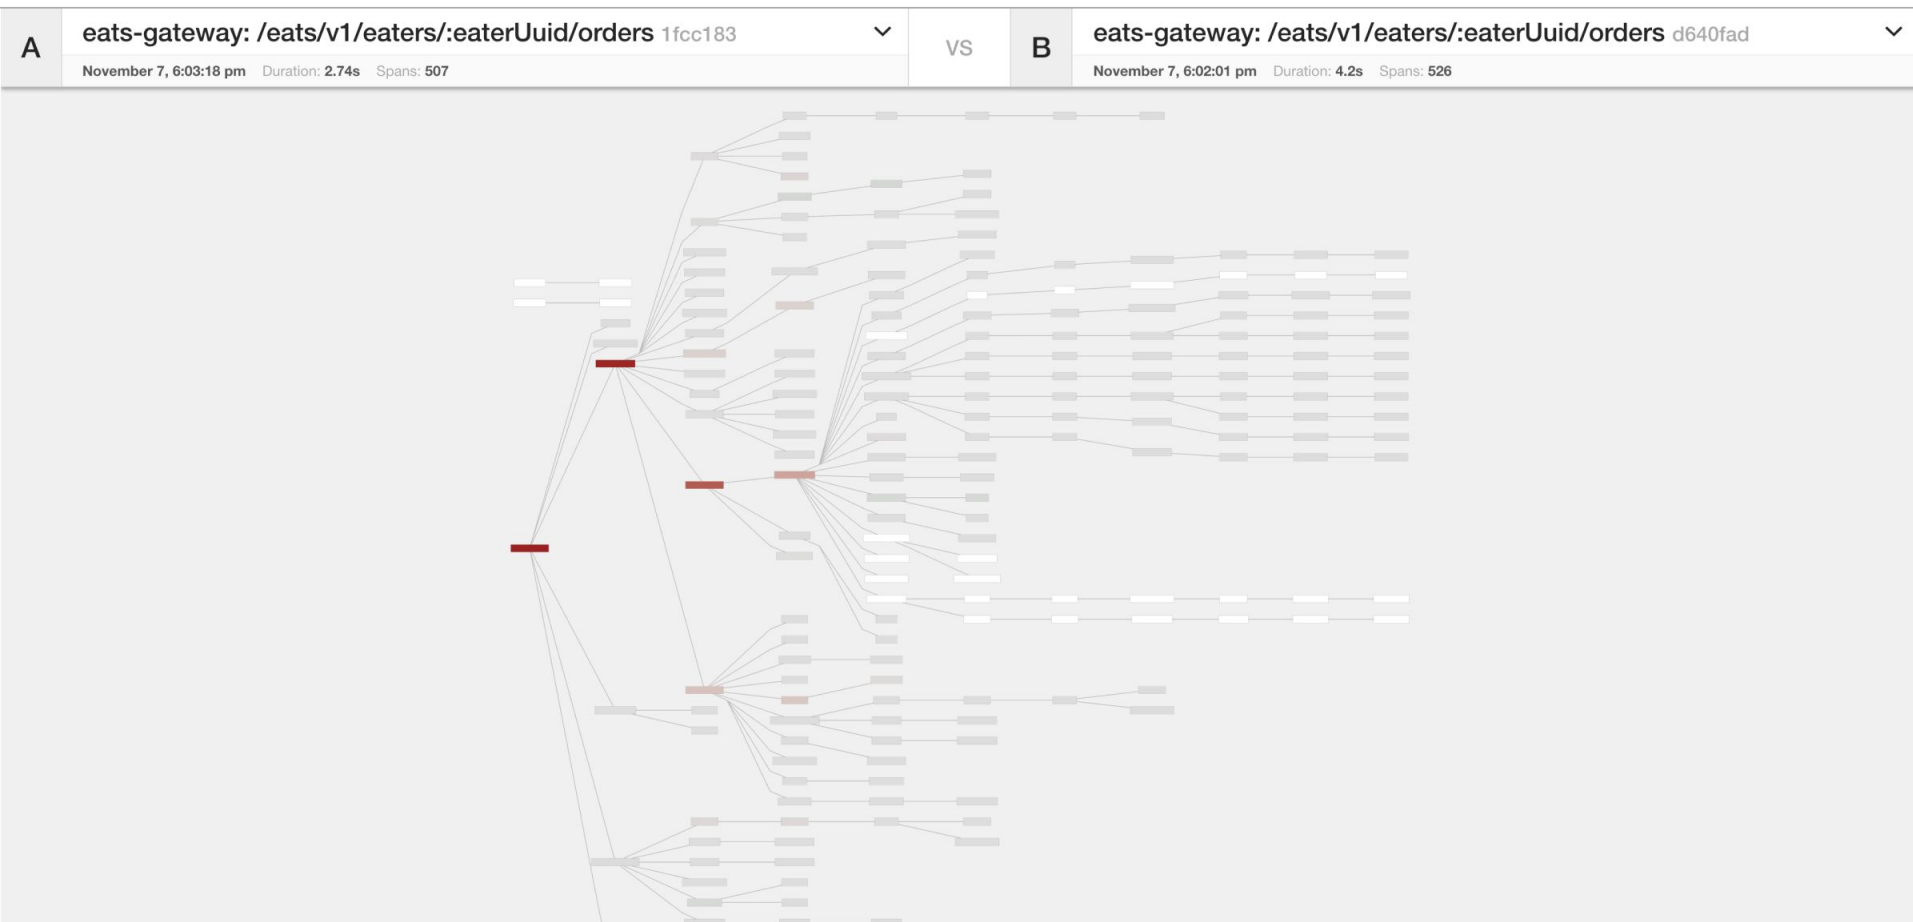 A
eats-gateway: /eats/v1/eaters/:eaterUuid/orders 1fcc183
November 7, 6:03:18 pm Duration: 2.74s Spans: 507
VS
B
eats-gateway: /eats/v1/eaters/:eaterUuid/orders d640fad
November 7, 6:02:01 pm Duration: 4.2s Spans: 526